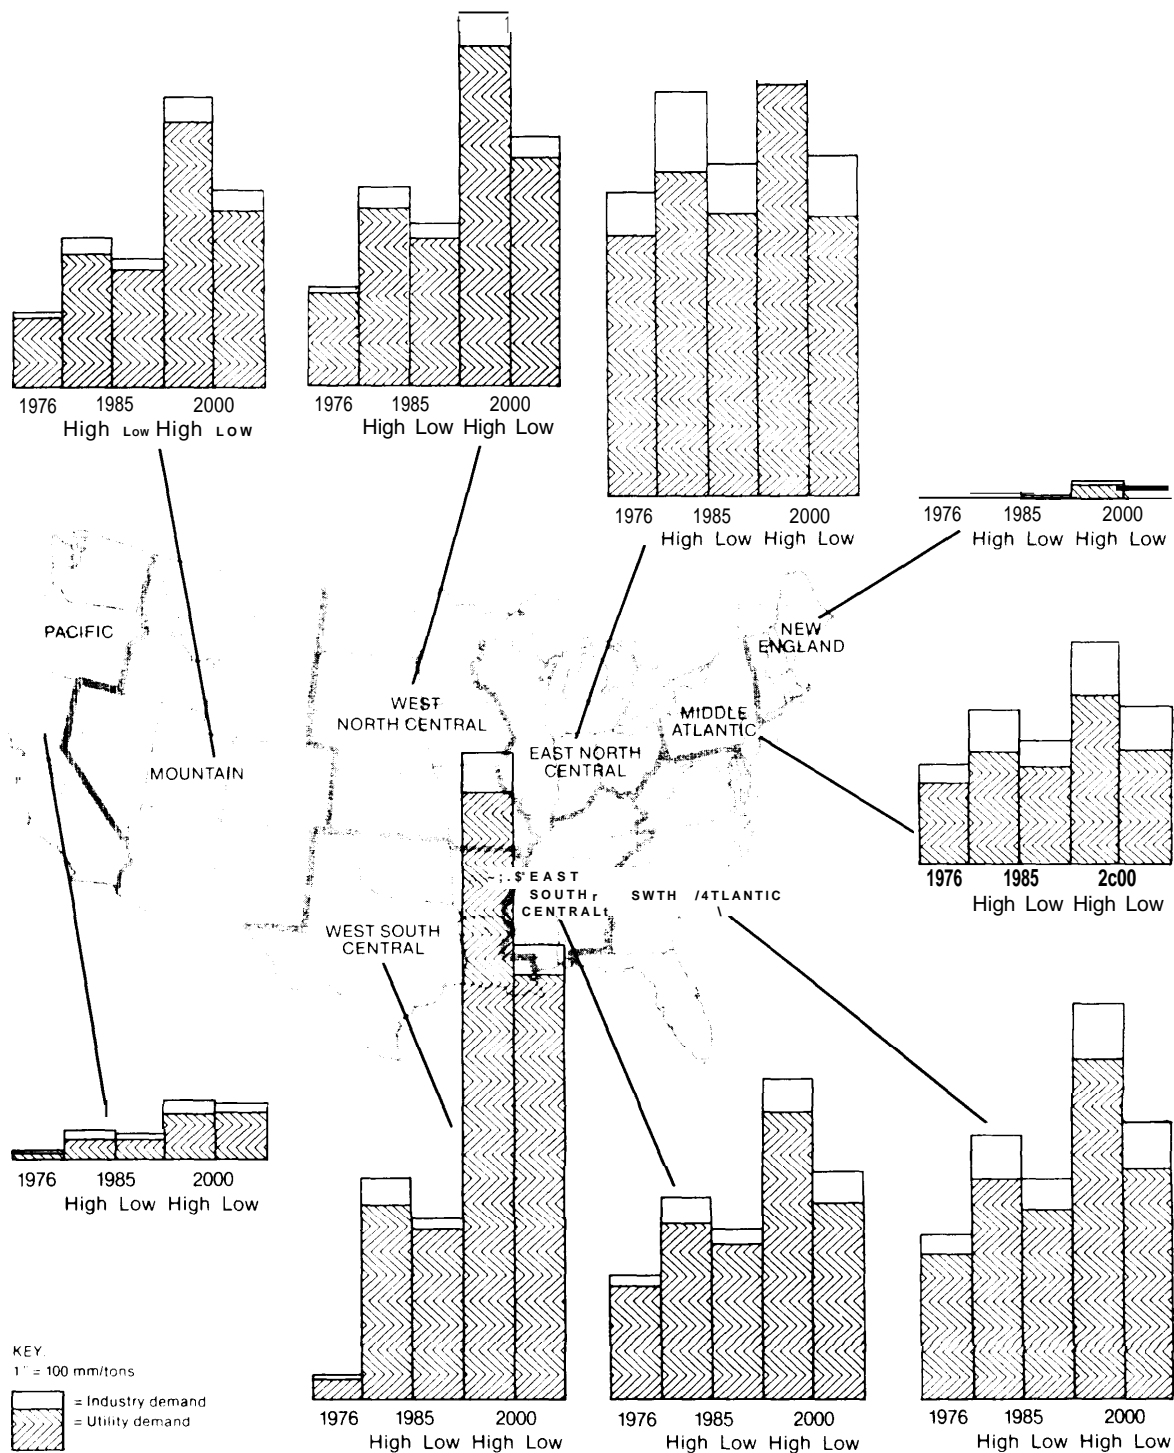 1976 1985 2000
High Low High Low
1976 1985 2000
High Low High Low
1976 1985 2000
High Low High Low
1976 1985 2000
High Low High Low
PACIFIC
NEW
ENGLAND
WEST
NORTH CENTRAL
MIDDLE
ATLANTIC
EAST NORTH
CENTRAL
MOUNTAIN
1976 1985 2c00
High Low High Low
~;.$ EAST
SOUTHr
CENTRALt
SWTH /4TLANTIC
WEST SOUTH
CENTRAL
1976 1985 2000
High Low High Low
KEY.
1" = 100 mm/tons
= Industry demand
= Utility demand
1976 1985 2000
High Low High Low
1976 1985 2000
High Low High Low
1976 1985 2000
High Low High Low